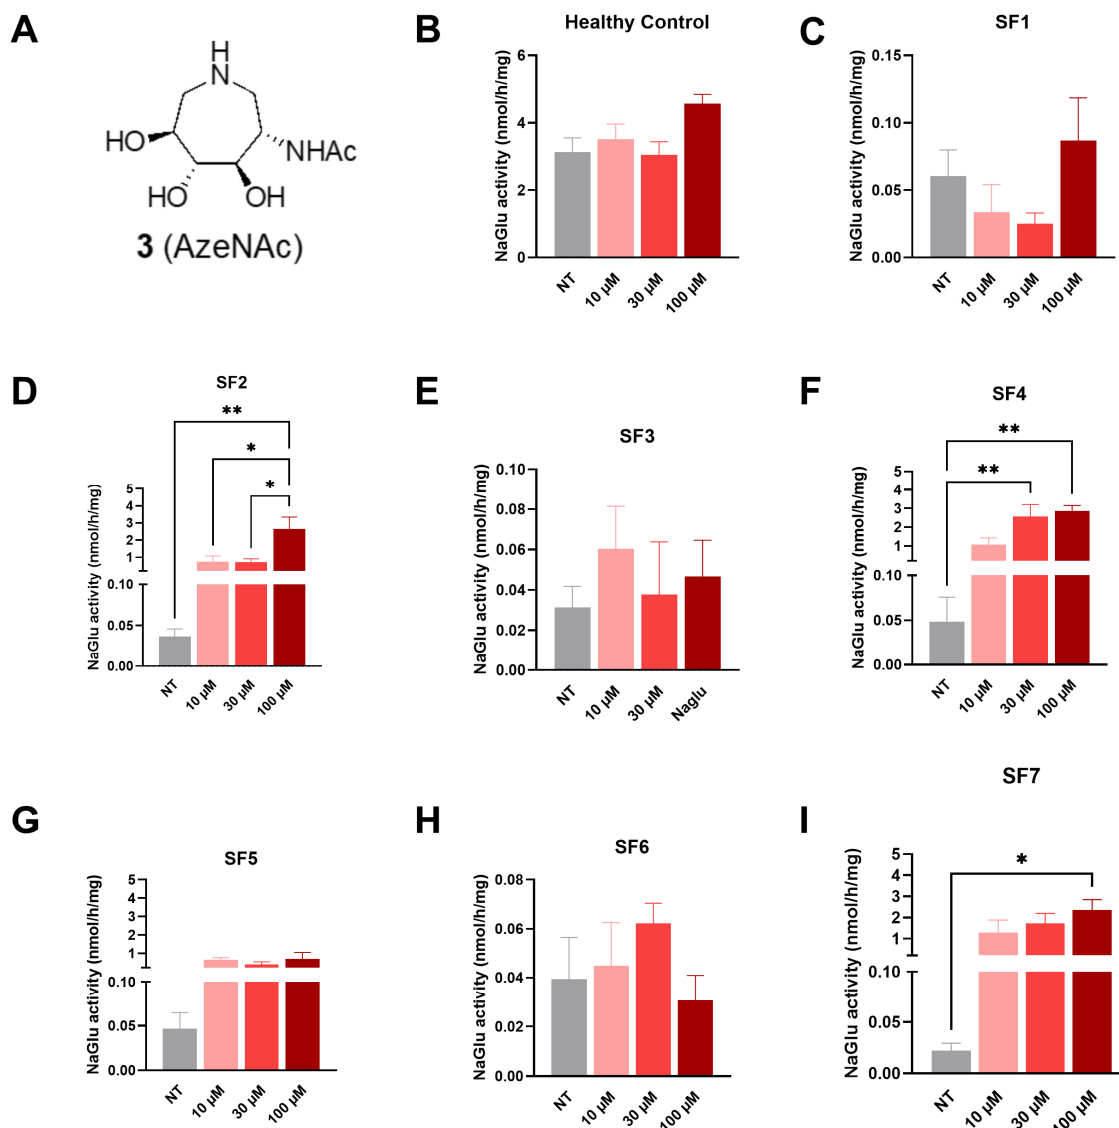 A
H
N
HO
NHAc
HO
OH
3 (AzeNAc)
B
Healthy Control
NaGlu activity (nmol/h/mg)
6
4
2
0
NT
10 µM
30 µM
100 µM
C
SF1
NaGlu activity (nmol/h/mg)
0.15
0.10
0.05
0.00
NT
10 µM
30 µM
100 µM
D
SF2
**
*
*
NaGlu activity (nmol/h/mg)
5
4
3
2
1
0.10
0.05
0.00
NT
10 µM
30 µM
100 µM
E
SF3
NaGlu activity (nmol/h/mg)
0.10
0.08
0.06
0.04
0.02
0.00
NT
10 µM
30 µM
Naglu
F
SF4
**
**
NaGlu activity (nmol/h/mg)
5
4
3
2
1
0.10
0.05
0.00
NT
10 µM
30 µM
100 µM
G
SF5
NaGlu activity (nmol/h/mg)
5
4
3
2
1
0.10
0.05
0.00
NT
10 µM
30 µM
100 µM
H
SF6
NaGlu activity (nmol/h/mg)
0.08
0.06
0.04
0.02
0.00
NT
10 µM
30 µM
100 µM
I
SF7
*
NaGlu activity (nmol/h/mg)
5
4
3
2
1
0.10
0.05
0.00
NT
10 µM
30 µM
100 µM